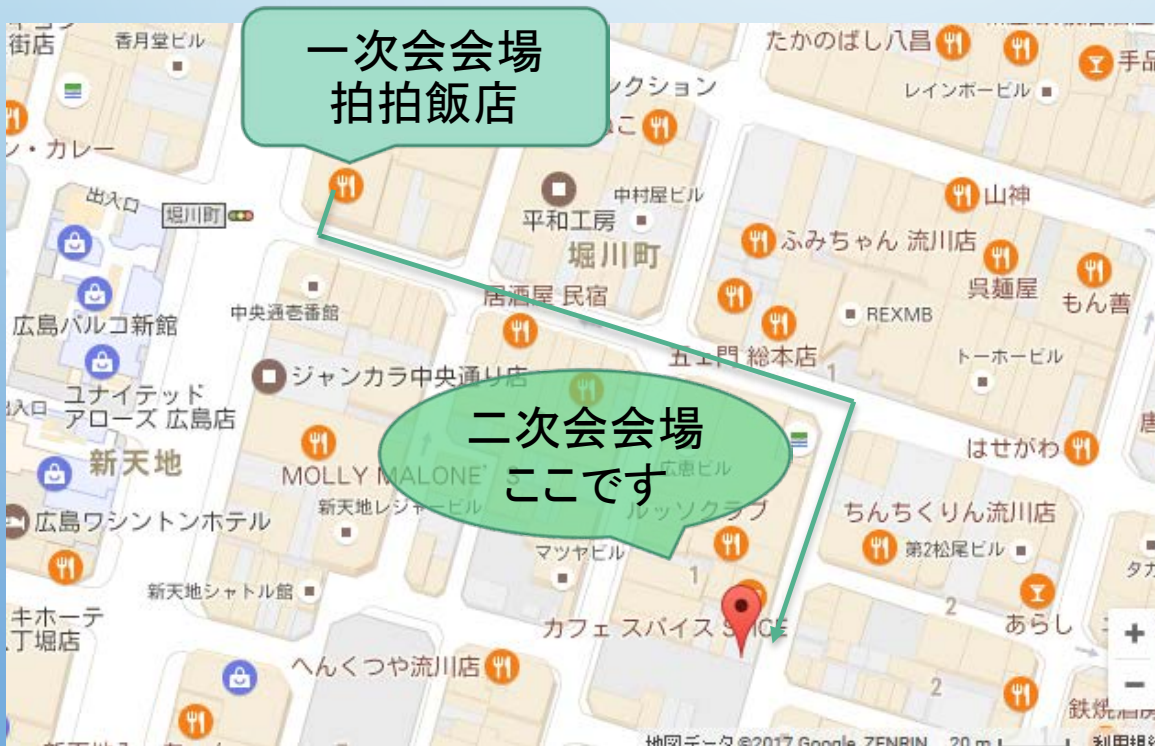 街店
香月堂ビル
一次会会場
拍拍飯店
クション
たかのばし八昌
手品
レインボービル
ン・カレー
出入口
堀川町
こ
中村屋ビル
平和工房
堀川町
山神
ふみちゃん 流川店
呉麺屋
もん善
居酒屋 民宿
中央通壱番館
広島パルコ新館
REXMB
五ェ門 総本店
1
トーホービル
ジャンカラ中央通り店
ユナイテッド
アローズ 広島店
入口
二次会会場
ここです
新天地
MOLLY MALONE'S
広恵ビル
はせがわ
唐
広島ワシントンホテル
新天地レジャービル
ルッソクラブ
ちんちくりん流川店
マツヤビル
第2松尾ビル
タカ
1
新天地シャトル館
2
キホーテ
丁堀店
カフェ スパイス SPICE
あらし
+
へんくつや流川店
2
−
鉄焼酒房
地図データ ©2017 Google, ZENRIN
20 m
利用規約